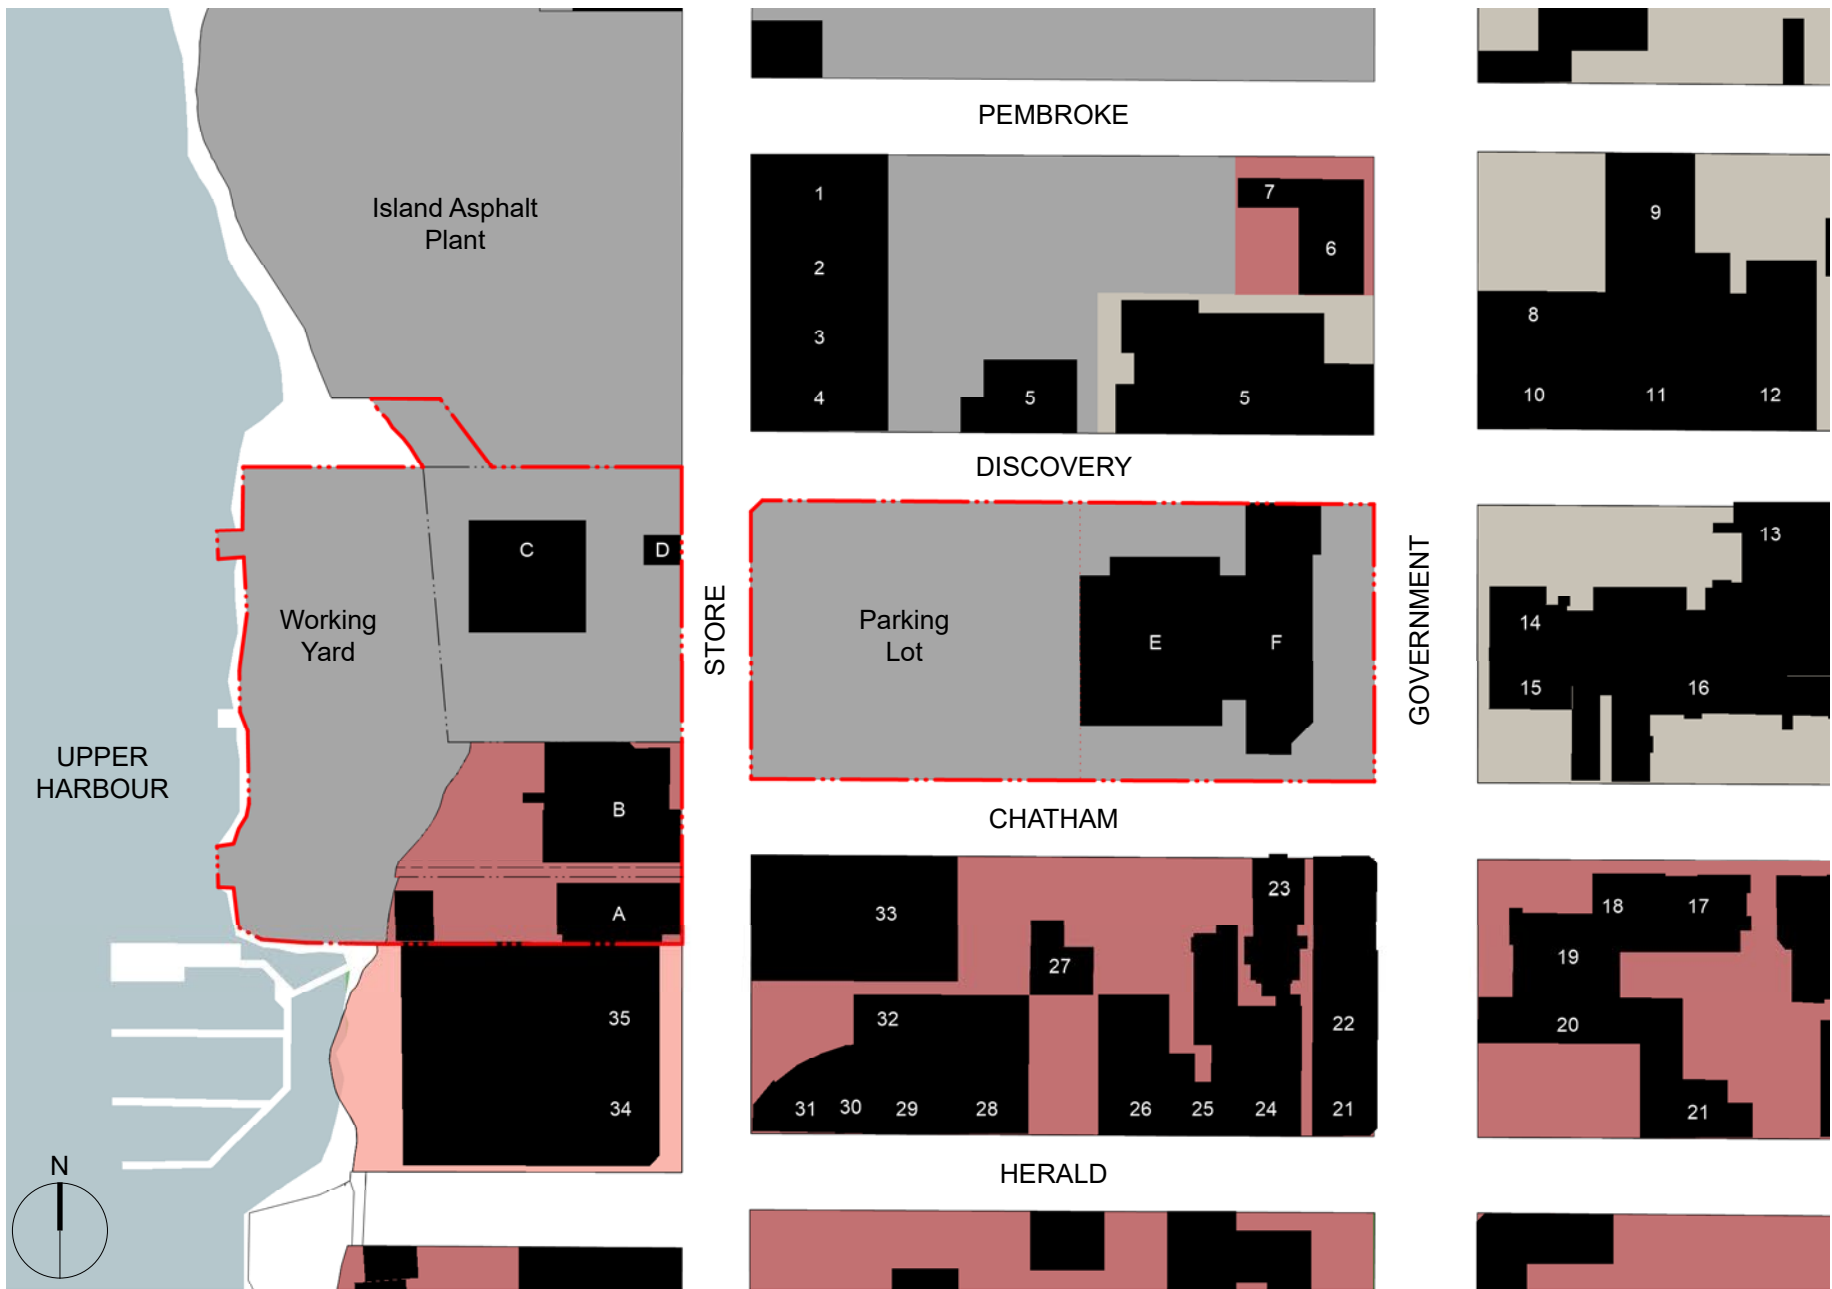 PEMBROKE
1
7
Island Asphalt
Plant
9
6
2
8
3
4
5
5
10
11
12
DISCOVERY
13
C
D
Working
Yard
STORE
Parking
Lot
E
F
GOVERNMENT
14
15
16
UPPER
HARBOUR
B
CHATHAM
A
33
23
18
17
27
19
35
32
22
20
34
31
30
29
28
26
25
24
21
21
N
HERALD